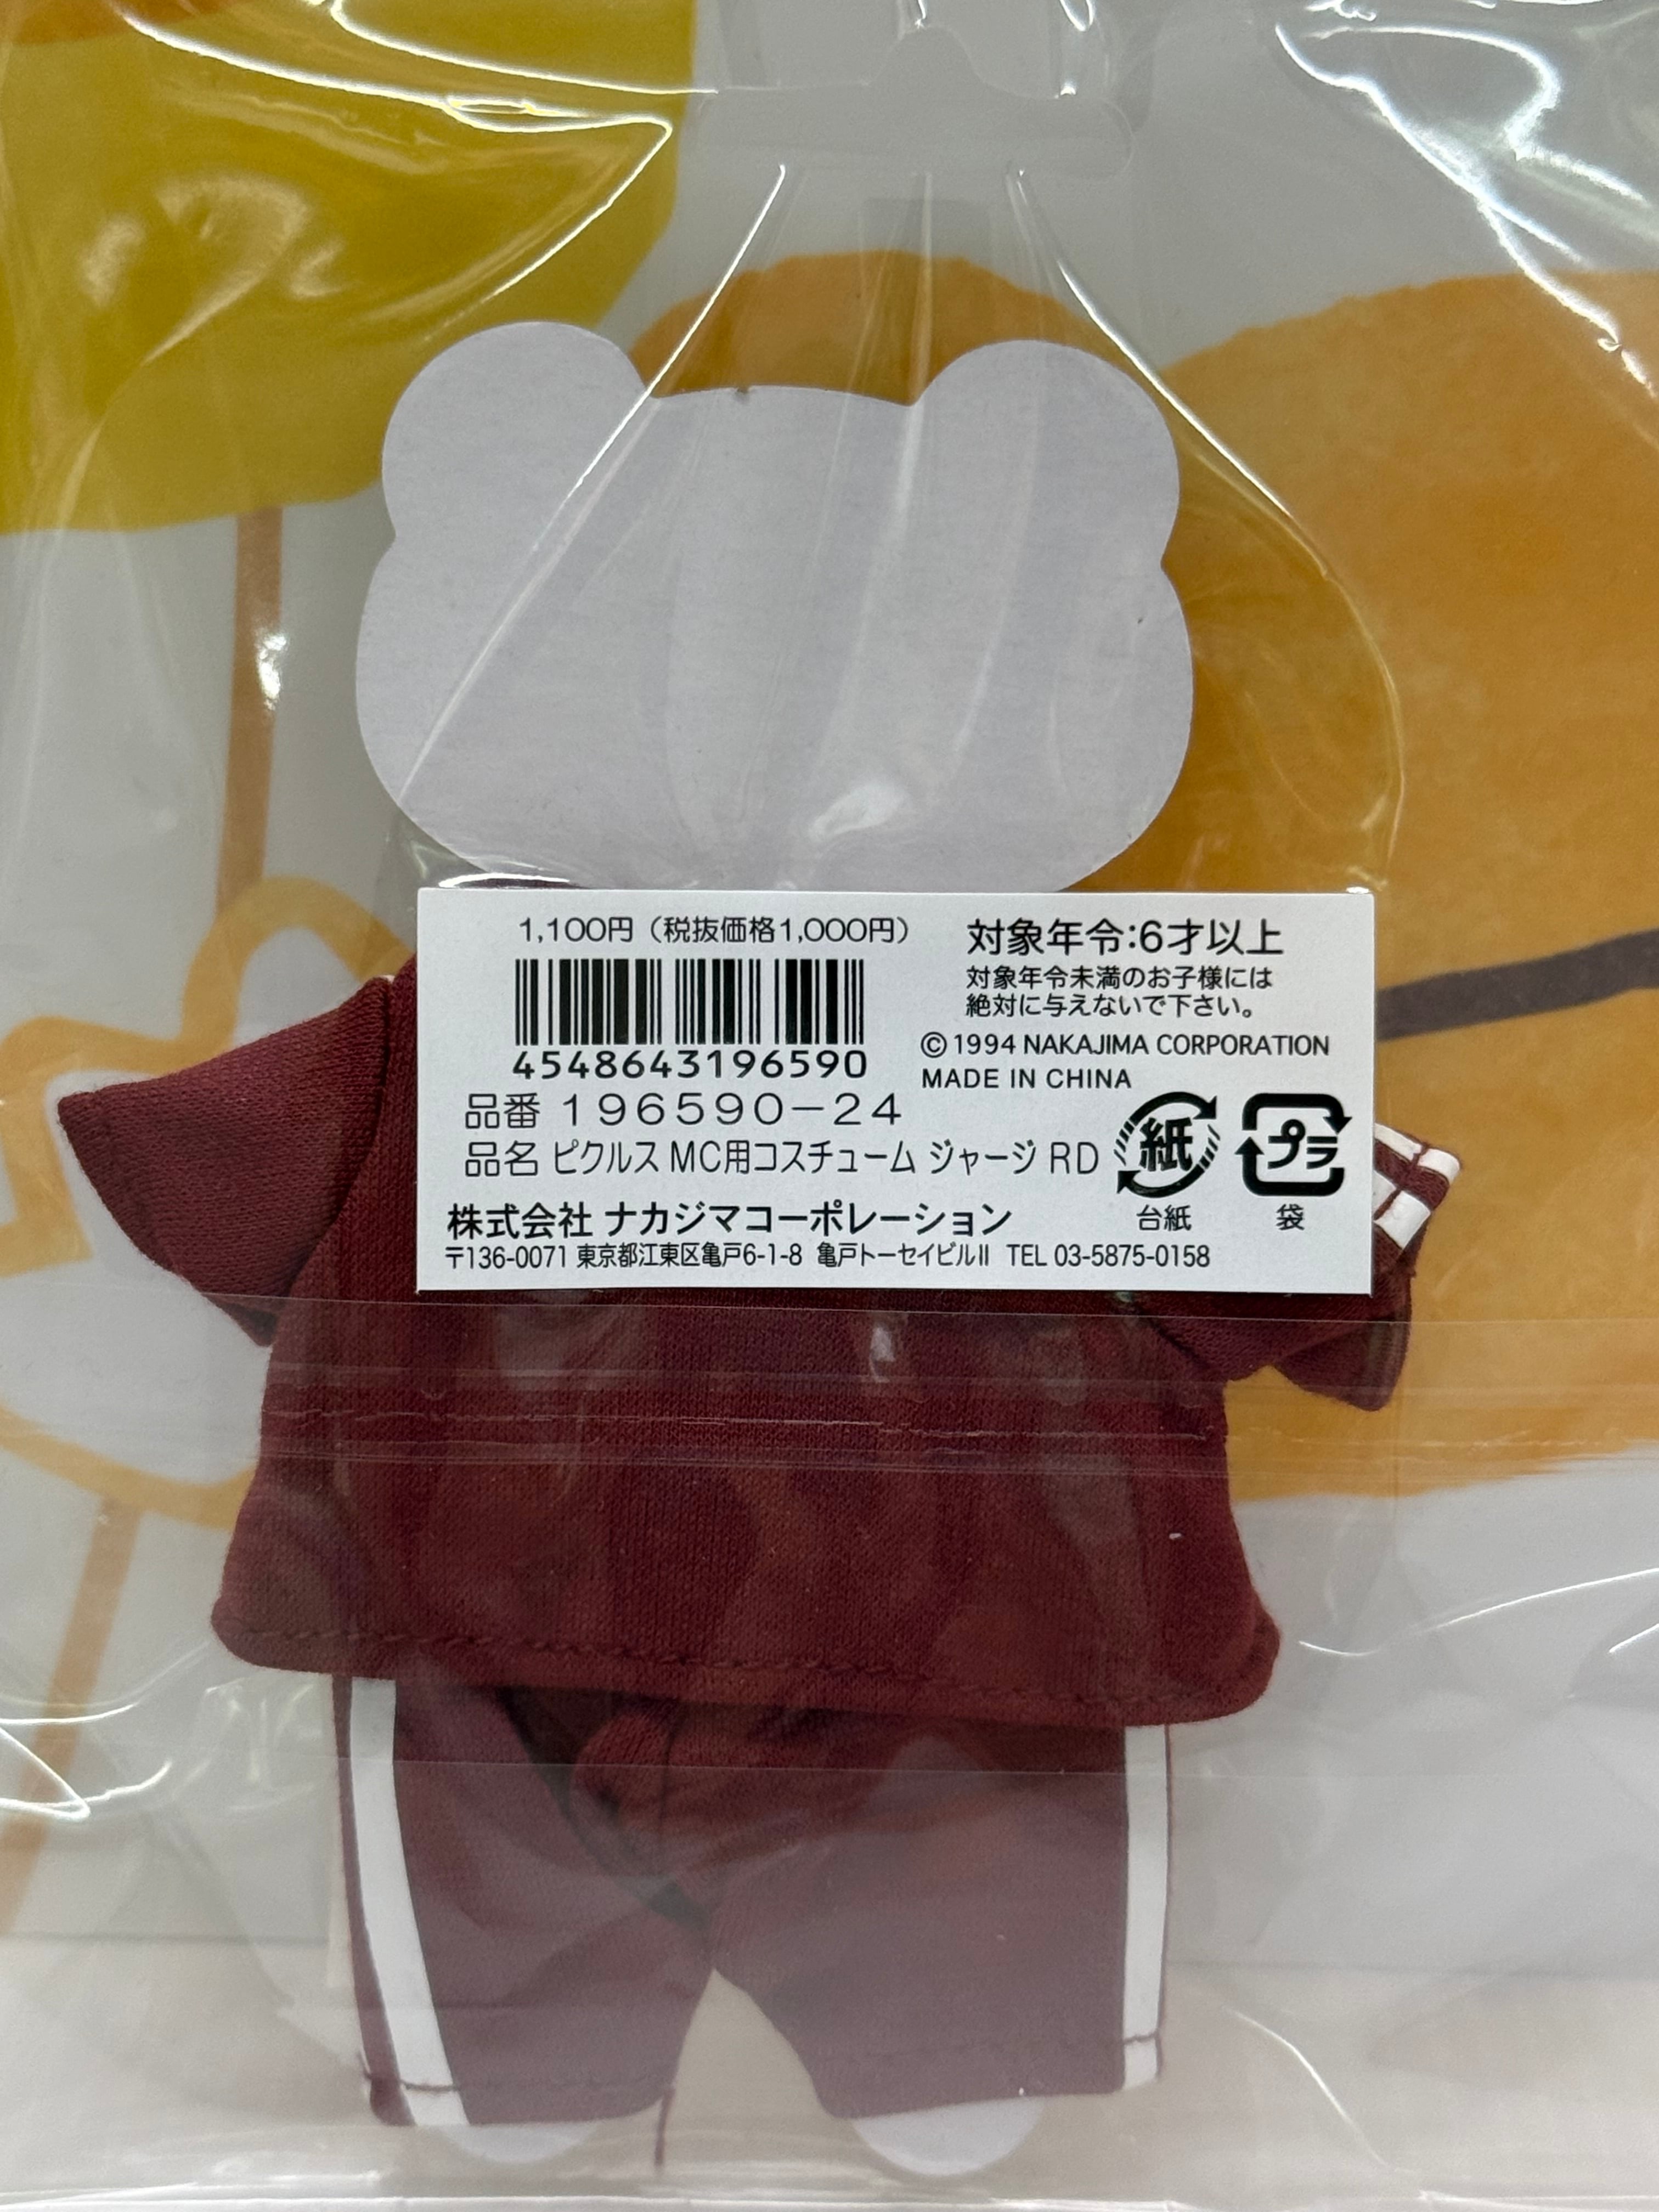 1,100円（税抜価格1,000円）
4548643196590
対象年令:6才以上
対象年令未満のお子様には
絶対に与えないで下さい。
©1994 NAKAJIMA CORPORATION
MADE IN CHINA
品番 196590-24
品名 ピクルス MC用コスチューム ジャージ RD
紙
台紙
プラ
袋
株式会社 ナカジマコーポレーション
〒136-0071 東京都江東区亀戸6-1-8 亀戸トーセイビルⅡ TEL 03-5875-0158